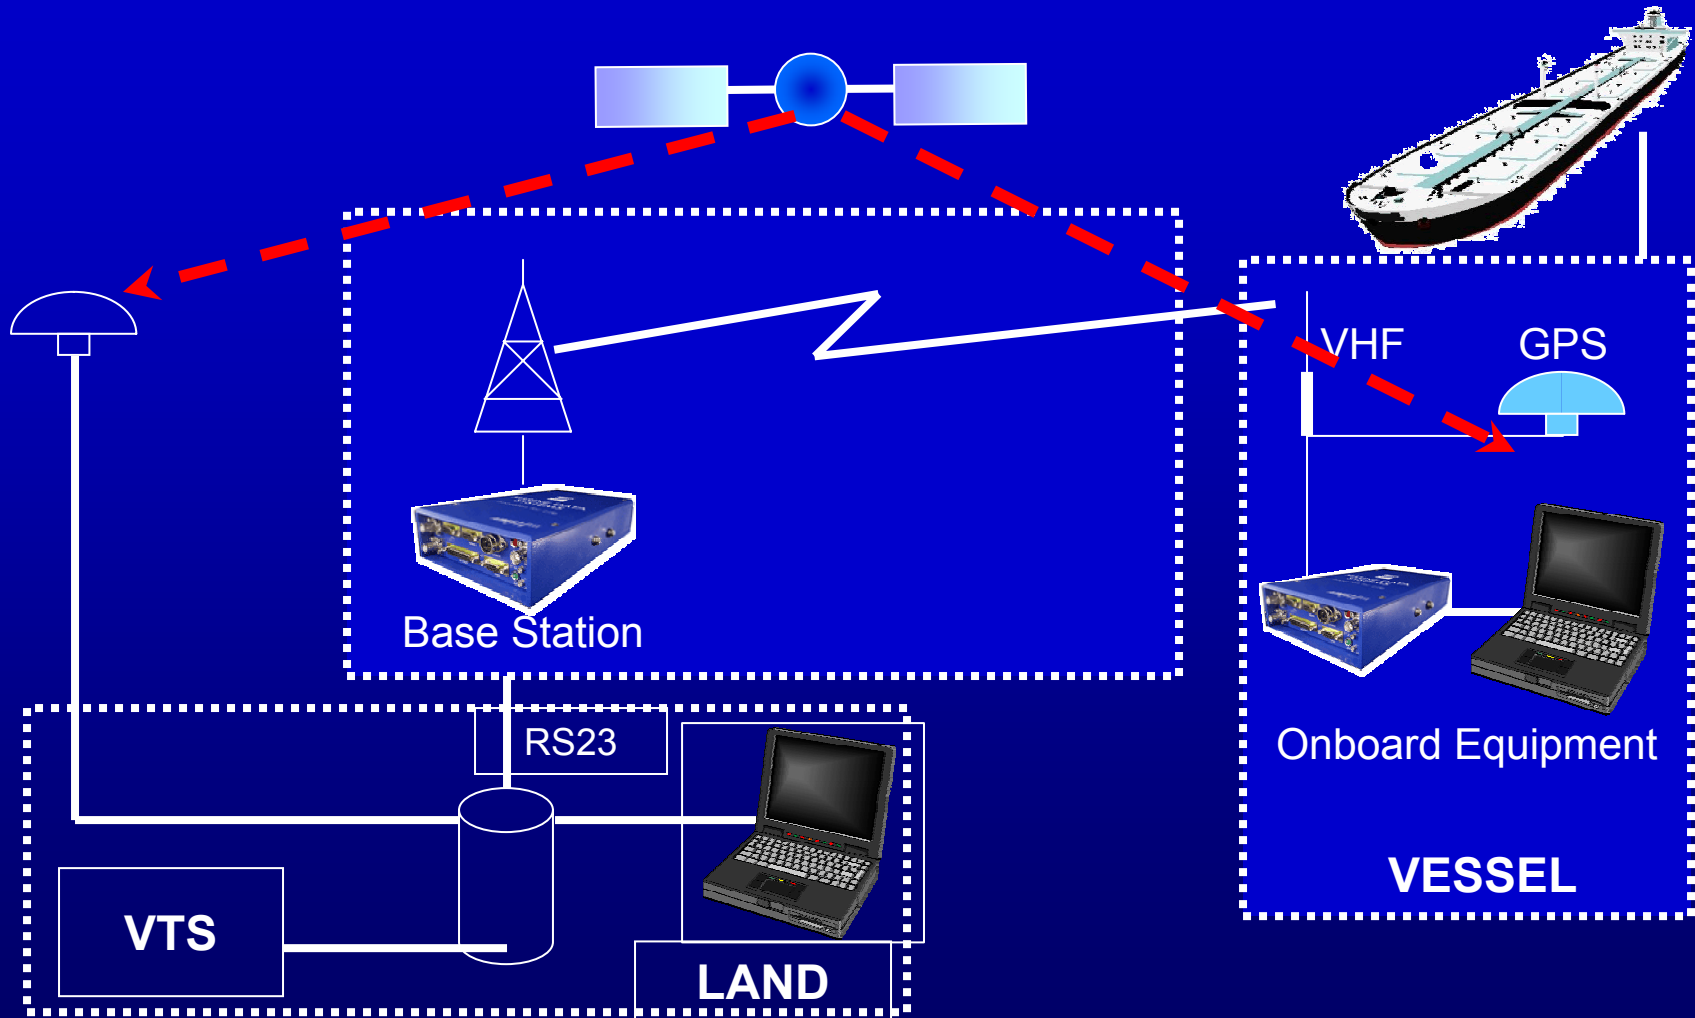 VHF
GPS
Base Station
RS23
Onboard Equipment
VESSEL
VTS
LAND